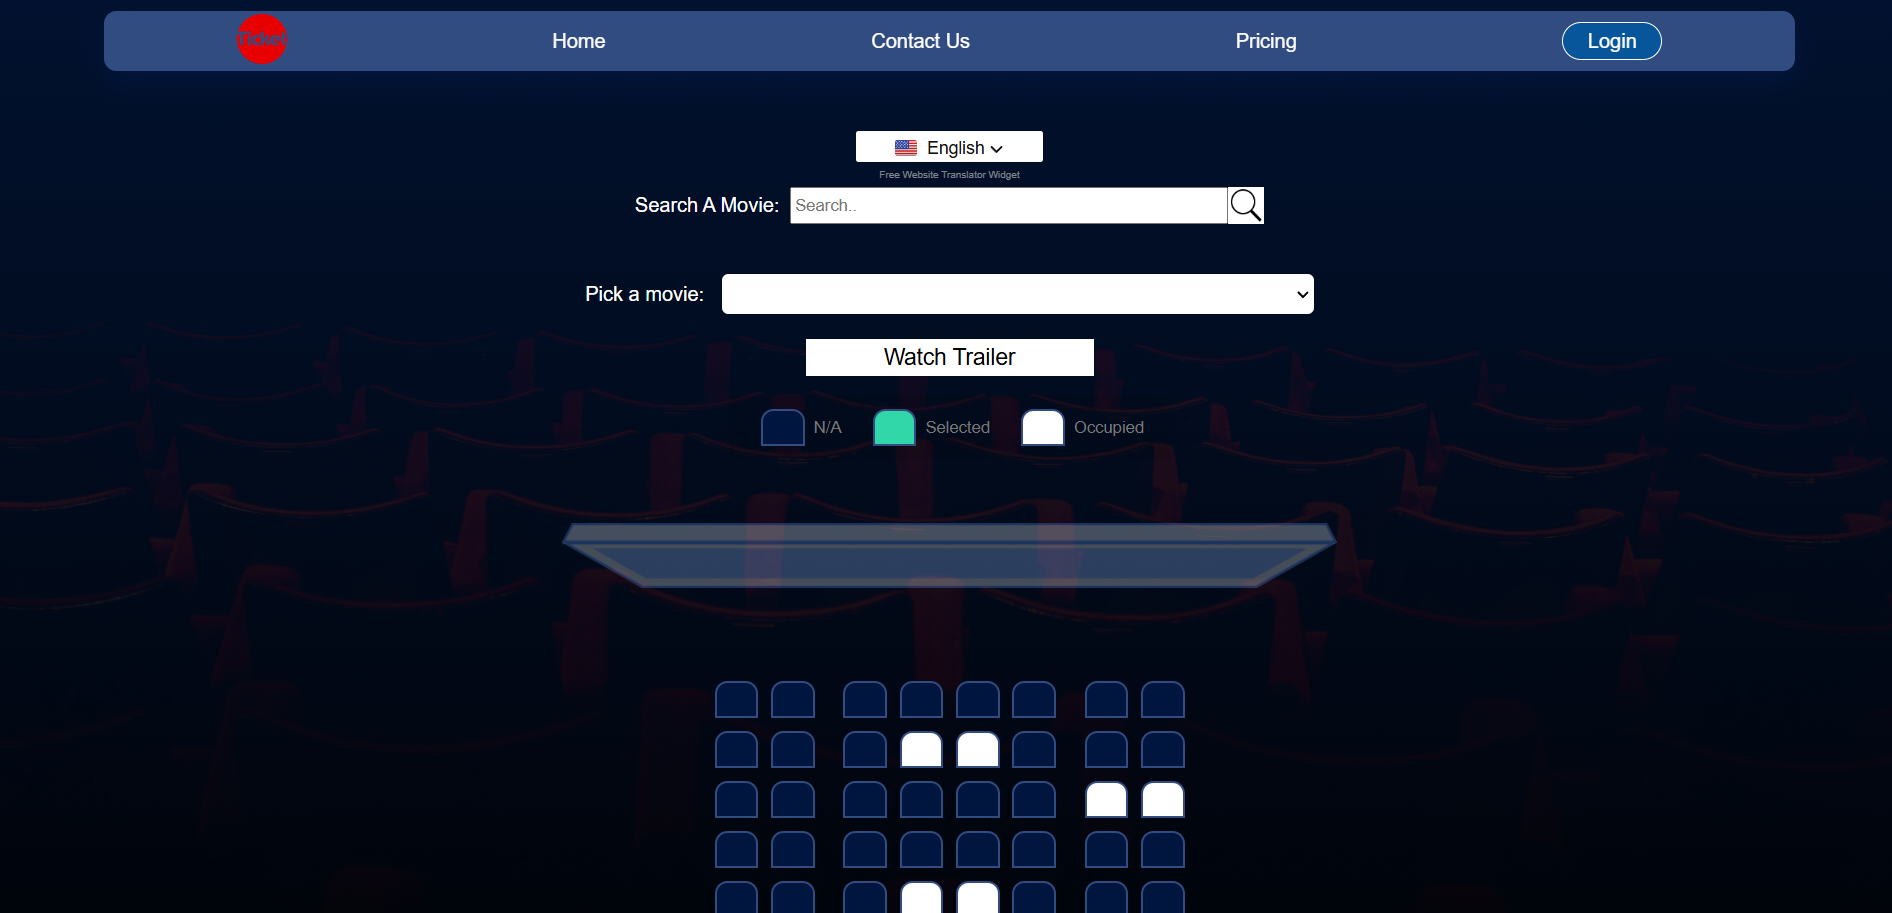 Ticket
Home
Contact Us
Pricing
Login
English
Free Website Translator Widget
Search A Movie:
Search..
Pick a movie:
Watch Trailer
N/A
Selected
Occupied